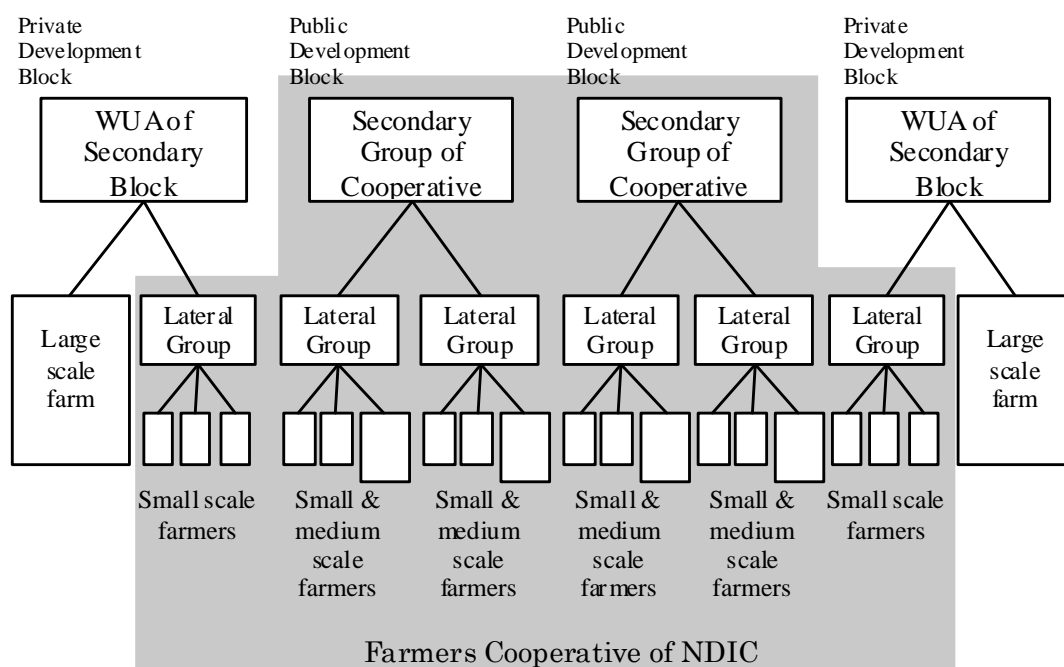 Private
Development
Block
Public
Development
Block
Public
Development
Block
Private
Development
Block
WUA of
Secondary
Block
Secondary
Group of
Cooperative
Secondary
Group of
Cooperative
WUA of
Secondary
Block
Large
scale
farm
Lateral
Group
Lateral
Group
Lateral
Group
Lateral
Group
Lateral
Group
Lateral
Group
Large
scale
farm
Small scale
farmers
Small &
medium
scale
farmers
Small &
medium
scale
farmers
Small &
medium
scale
farmers
Small &
medium
scale
farmers
Small scale
farmers
Farmers Cooperative of NDIC